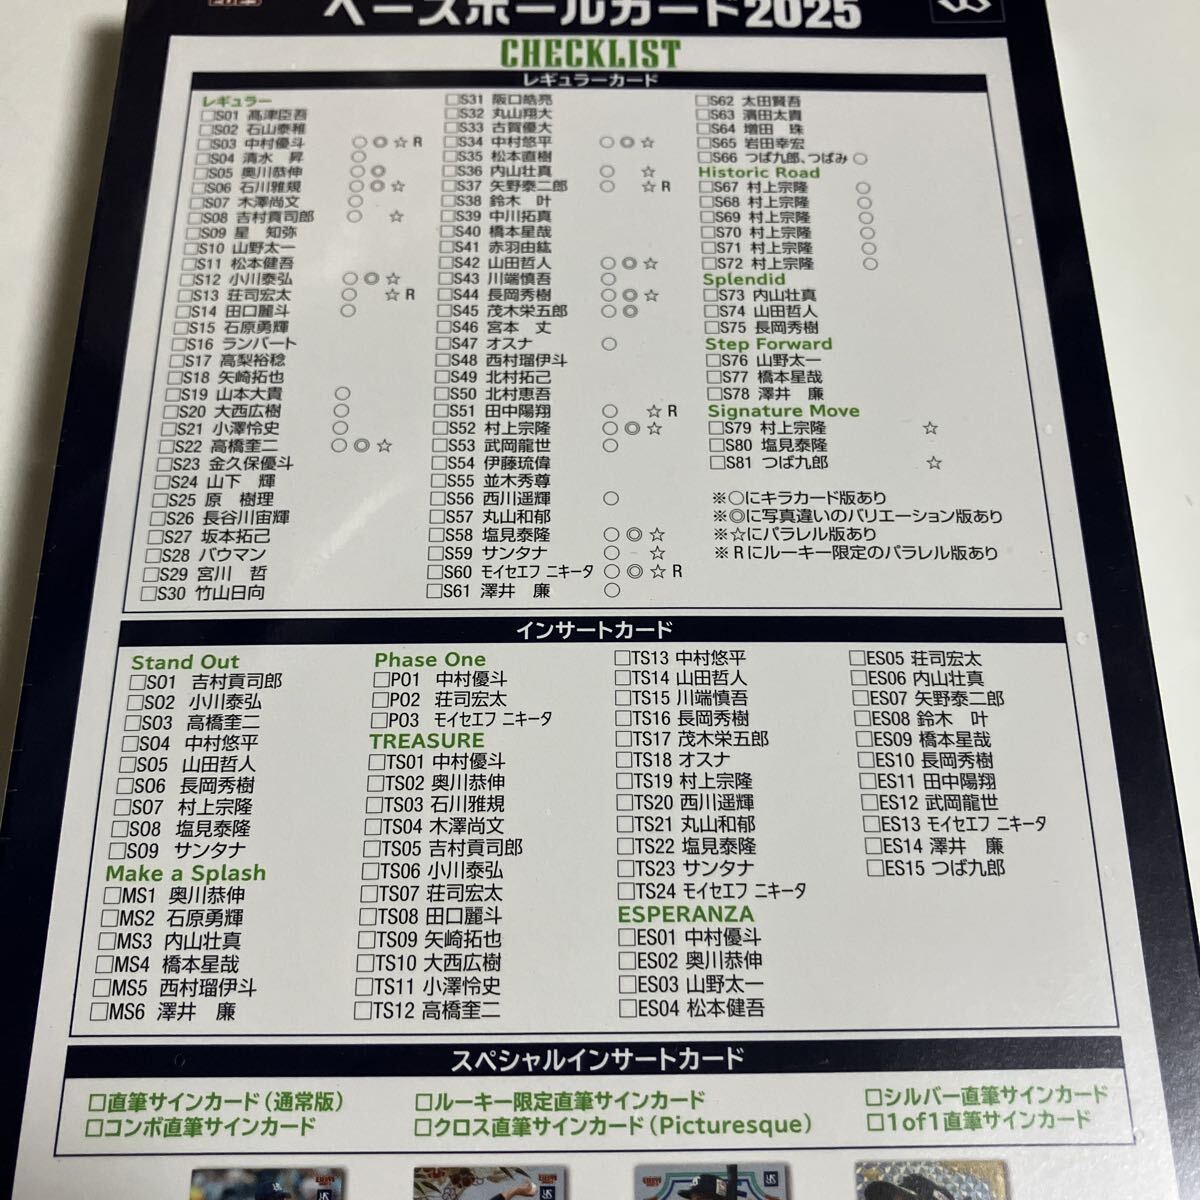 ベースボールカード2025
CHECKLIST
レギュラーカード
レギュラー
□S01 髙津臣吾
□S02 石山泰稚
□S03 中村優斗 ○ ◎ ☆ R
□S04 清水　昇 ○
□S05 奥川恭伸 ○ ◎
□S06 石川雅規 ○ ◎ ☆
□S07 木澤尚文 ○
□S08 吉村貢司郎 ○ ☆
□S09 星　知弥
□S10 山野太一
□S11 松本健吾
□S12 小川泰弘 ○ ◎ ☆
□S13 荘司宏太 ○ ☆ R
□S14 田口麗斗 ○
□S15 石原勇輝
□S16 ランバート
□S17 高梨裕稔
□S18 矢崎拓也
□S19 山本大貴 ○
□S20 大西広樹 ○
□S21 小澤怜史 ○
□S22 高橋奎二 ○ ◎ ☆
□S23 金久保優斗
□S24 山下　輝
□S25 原　樹理
□S26 長谷川宙輝
□S27 坂本拓己
□S28 バウマン
□S29 宮川　哲
□S30 竹山日向
□S31 阪口皓亮
□S32 丸山翔大
□S33 古賀優大
□S34 中村悠平 ○ ◎ ☆
□S35 松本直樹
□S36 内山壮真 ○ ☆
□S37 矢野泰二郎 ○ ☆ R
□S38 鈴木　叶
□S39 中川拓真
□S40 橋本星哉
□S41 赤羽由紘
□S42 山田哲人 ○ ◎ ☆
□S43 川端慎吾 ○
□S44 長岡秀樹 ○ ◎ ☆
□S45 茂木栄五郎 ○ ◎
□S46 宮本　丈
□S47 オスナ ○
□S48 西村瑠伊斗
□S49 北村拓己
□S50 北村恵吾
□S51 田中陽翔 ○ ☆ R
□S52 村上宗隆 ○ ◎ ☆
□S53 武岡龍世 ○
□S54 伊藤琉偉
□S55 並木秀尊
□S56 西川遥輝 ○
□S57 丸山和郁
□S58 塩見泰隆 ○ ◎ ☆
□S59 サンタナ ○ ☆
□S60 モイセエフ ニキータ ○ ◎ ☆ R
□S61 澤井　廉 ○
□S62 太田賢吾
□S63 濱田太貴
□S64 増田　珠
□S65 岩田幸宏
□S66 つば九郎、つばみ ○
Historic Road
□S67 村上宗隆 ○
□S68 村上宗隆 ○
□S69 村上宗隆 ○
□S70 村上宗隆 ○
□S71 村上宗隆 ○
□S72 村上宗隆 ○
Splendid
□S73 内山壮真
□S74 山田哲人
□S75 長岡秀樹
Step Forward
□S76 山野太一
□S77 橋本星哉
□S78 澤井　廉
Signature Move
□S79 村上宗隆 ☆
□S80 塩見泰隆
□S81 つば九郎 ☆
※○にキラカード版あり
※◎に写真違いのバリエーション版あり
※☆にパラレル版あり
※Rにルーキー限定のパラレル版あり
インサートカード
Stand Out
□S01 吉村貢司郎
□S02 小川泰弘
□S03 高橋奎二
□S04 中村悠平
□S05 山田哲人
□S06 長岡秀樹
□S07 村上宗隆
□S08 塩見泰隆
□S09 サンタナ
Make a Splash
□MS1 奥川恭伸
□MS2 石原勇輝
□MS3 内山壮真
□MS4 橋本星哉
□MS5 西村瑠伊斗
□MS6 澤井　廉
Phase One
□P01 中村優斗
□P02 荘司宏太
□P03 モイセエフ ニキータ
TREASURE
□TS01 中村優斗
□TS02 奥川恭伸
□TS03 石川雅規
□TS04 木澤尚文
□TS05 吉村貢司郎
□TS06 小川泰弘
□TS07 荘司宏太
□TS08 田口麗斗
□TS09 矢崎拓也
□TS10 大西広樹
□TS11 小澤怜史
□TS12 高橋奎二
□TS13 中村悠平
□TS14 山田哲人
□TS15 川端慎吾
□TS16 長岡秀樹
□TS17 茂木栄五郎
□TS18 オスナ
□TS19 村上宗隆
□TS20 西川遥輝
□TS21 丸山和郁
□TS22 塩見泰隆
□TS23 サンタナ
□TS24 モイセエフ ニキータ
ESPERANZA
□ES01 中村優斗
□ES02 奥川恭伸
□ES03 山野太一
□ES04 松本健吾
□ES05 荘司宏太
□ES06 内山壮真
□ES07 矢野泰二郎
□ES08 鈴木　叶
□ES09 橋本星哉
□ES10 長岡秀樹
□ES11 田中陽翔
□ES12 武岡龍世
□ES13 モイセエフ ニキータ
□ES14 澤井　廉
□ES15 つば九郎
スペシャルインサートカード
□直筆サインカード（通常版）
□ルーキー限定直筆サインカード
□シルバー直筆サインカード
□コンボ直筆サインカード
□クロス直筆サインカード（Picturesque）
□1of1直筆サインカード